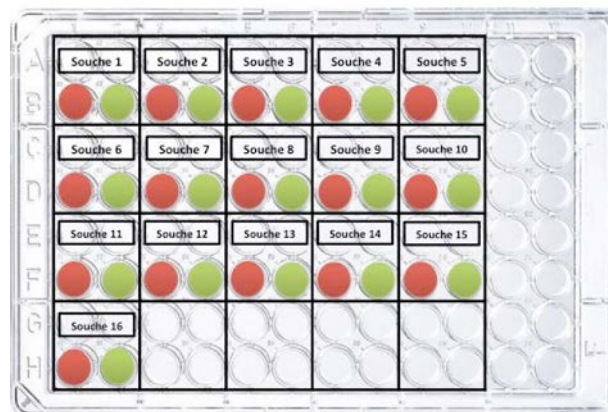 A
Souche 1 Souche 2 Souche 3 Souche 4 Souche 5
B
C
Souche 6 Souche 7 Souche 8 Souche 9 Souche 10
D
E
Souche 11 Souche 12 Souche 13 Souche 14 Souche 15
F
G
Souche 16
H